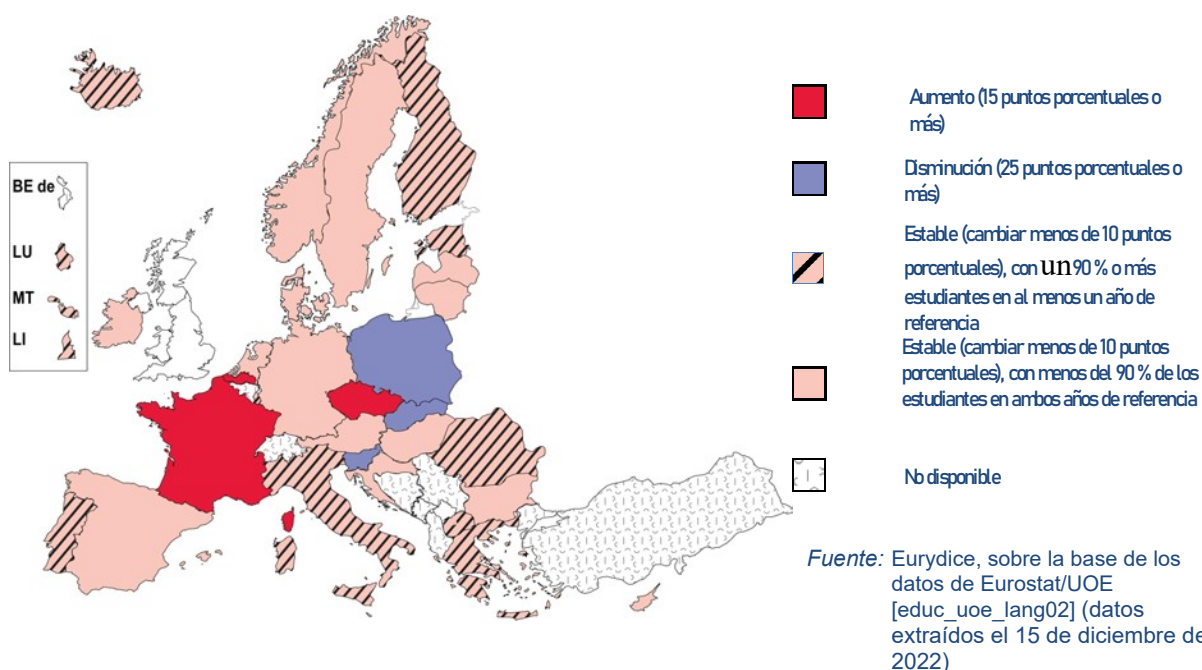 BE de
LU
MT
LI
Aumento (15 puntos porcentuales o
más)
Disminución (25 puntos porcentuales o
más)
Estable (cambiar menos de 10 puntos
porcentuales), con un 90 % o más
estudiantes en al menos un año de
referencia
Estable (cambiar menos de 10 puntos
porcentuales), con menos del 90 % de los
estudiantes en ambos años de referencia
No disponible
Fuente: Eurydice, sobre la base de los
datos de Eurostat/UOE
[educ_uoe_lang02] (datos
extraídos el 15 de diciembre de
2022)